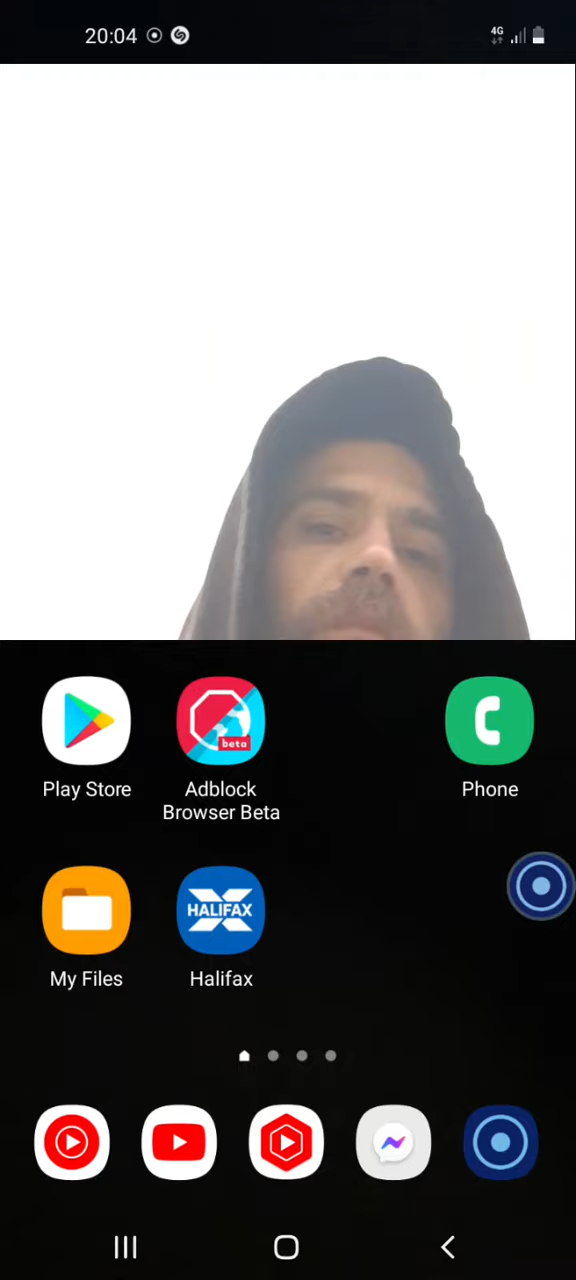 20:04
4G
Play Store
beta
Adblock
Browser Beta
Phone
HALIFAX
My Files
Halifax